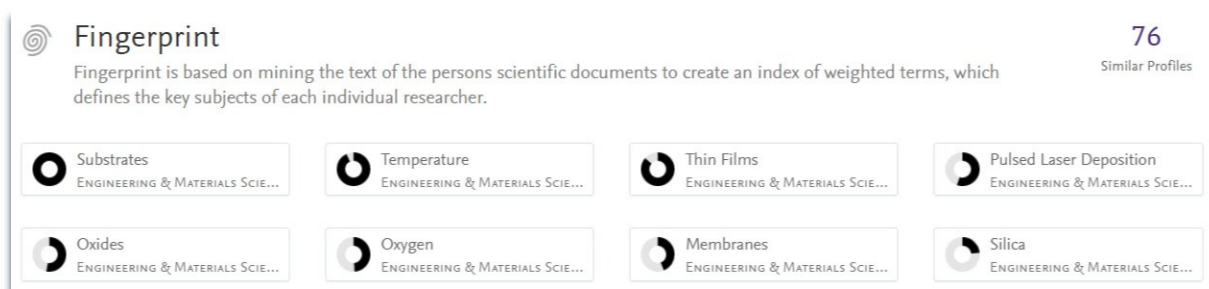 Fingerprint
76
Similar Profiles
Fingerprint is based on mining the text of the persons scientific documents to create an index of weighted terms, which
defines the key subjects of each individual researcher.
Substrates
ENGINEERING & MATERIALS SCIE...
Temperature
ENGINEERING & MATERIALS SCIE...
Thin Films
ENGINEERING & MATERIALS SCIE...
Pulsed Laser Deposition
ENGINEERING & MATERIALS SCIE...
Oxides
ENGINEERING & MATERIALS SCIE...
Oxygen
ENGINEERING & MATERIALS SCIE...
Membranes
ENGINEERING & MATERIALS SCIE...
Silica
ENGINEERING & MATERIALS SCIE...